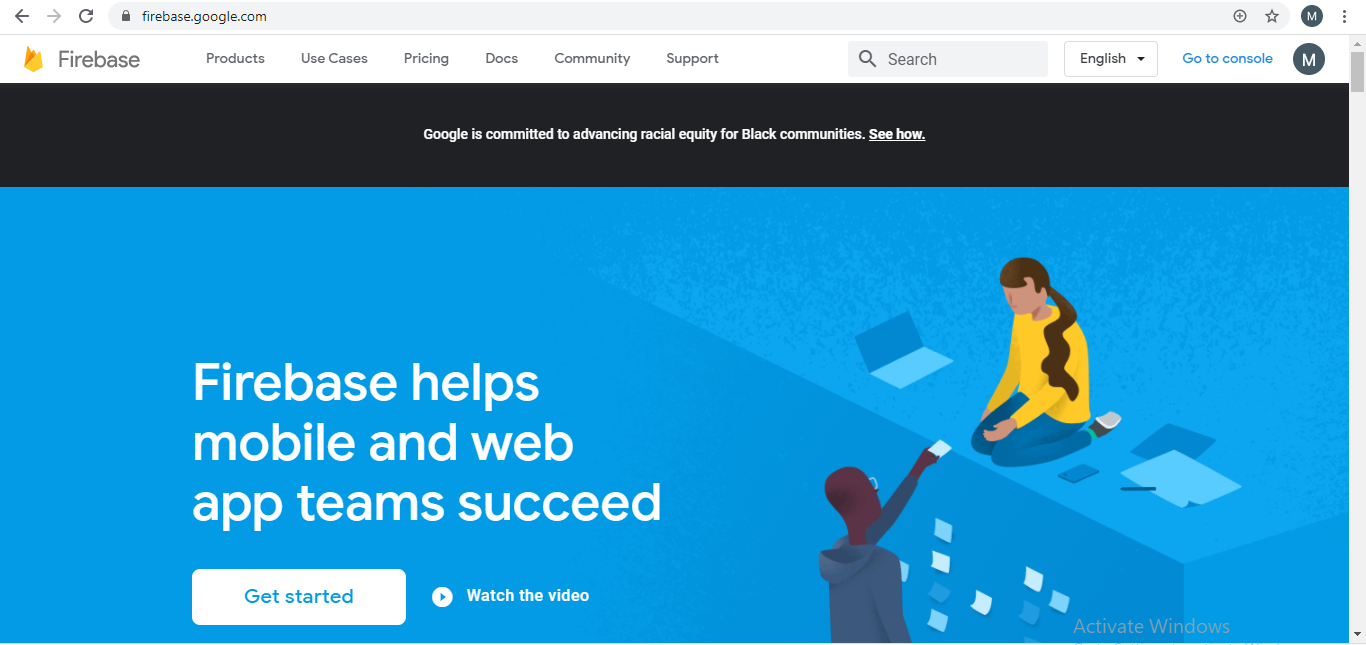 firebase.google.com
M
Firebase
Products
Use Cases
Pricing
Docs
Community
Support
Search
English
Go to console
M
Google is committed to advancing racial equity for Black communities. See how.
Firebase helps
mobile and web
app teams succeed
Get started
Watch the video
Activate Windows